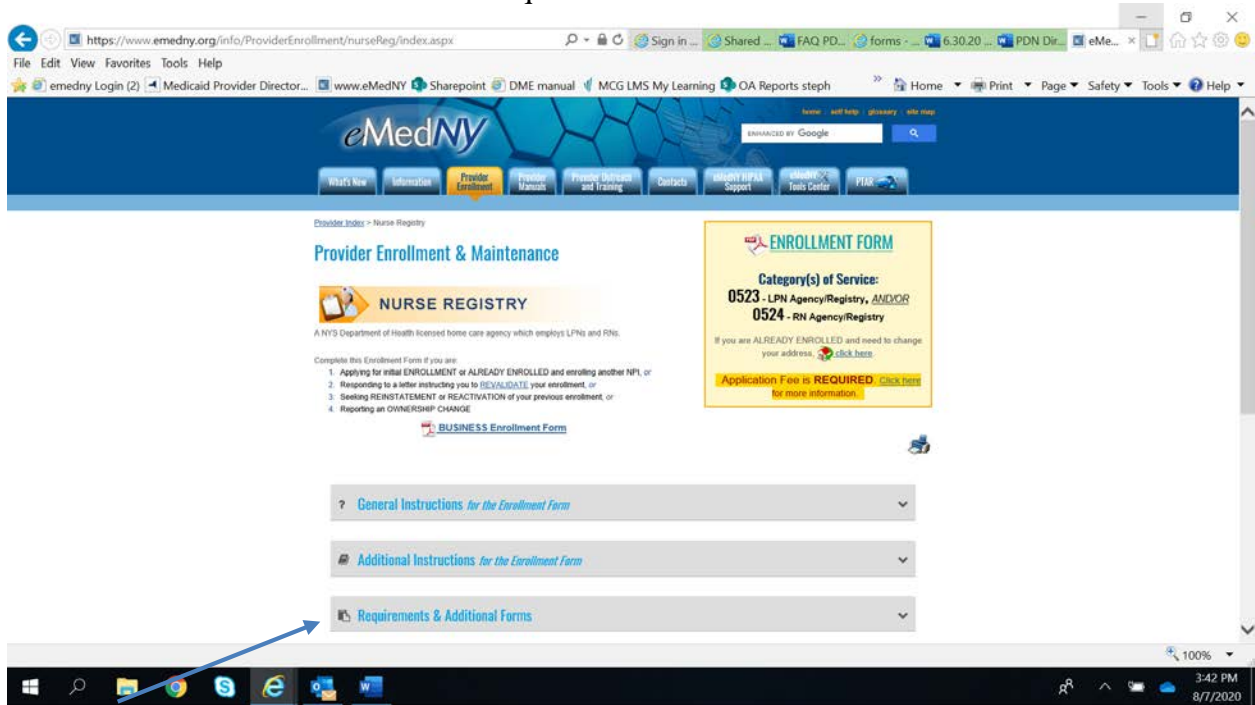 https://www.emedny.org/info/ProviderEnrollment/nurseReg/index.aspx
Sign in ...
Shared ...
FAQ PD...
forms - ...
6.30.20 ...
PDN Dir...
eMe...
File Edit View Favorites Tools Help
emedny Login (2) Medicaid Provider Director... www.eMedNY Sharepoint DME manual MCG LMS My Learning OA Reports steph » Home Print Page Safety Tools Help
home self help glossary site map
eMedNY
ENHANCED BY Google
What's New
Information
Provider Enrollment
Provider Manuals
Provider Outreach and Training
Contacts
eMedNY HIPAA Support
eMedNY Tools Center
PTAR
Provider Index > Nurse Registry
Provider Enrollment & Maintenance
NURSE REGISTRY
A NYS Department of Health licensed home care agency which employs LPNs and RNs.
Complete this Enrollment Form if you are:
1. Applying for initial ENROLLMENT or ALREADY ENROLLED and enrolling another NPI, or
2. Responding to a letter instructing you to REVALIDATE your enrollment, or
3. Seeking REINSTATEMENT or REACTIVATION of your previous enrollment, or
4. Reporting an OWNERSHIP CHANGE
BUSINESS Enrollment Form
ENROLLMENT FORM
Category(s) of Service:
0523 - LPN Agency/Registry, AND/OR
0524 - RN Agency/Registry
If you are ALREADY ENROLLED and need to change
your address, click here.
Application Fee is REQUIRED. Click here
for more information.
? General Instructions for the Enrollment Form
Additional Instructions for the Enrollment Form
Requirements & Additional Forms
100%
3:42 PM
8/7/2020